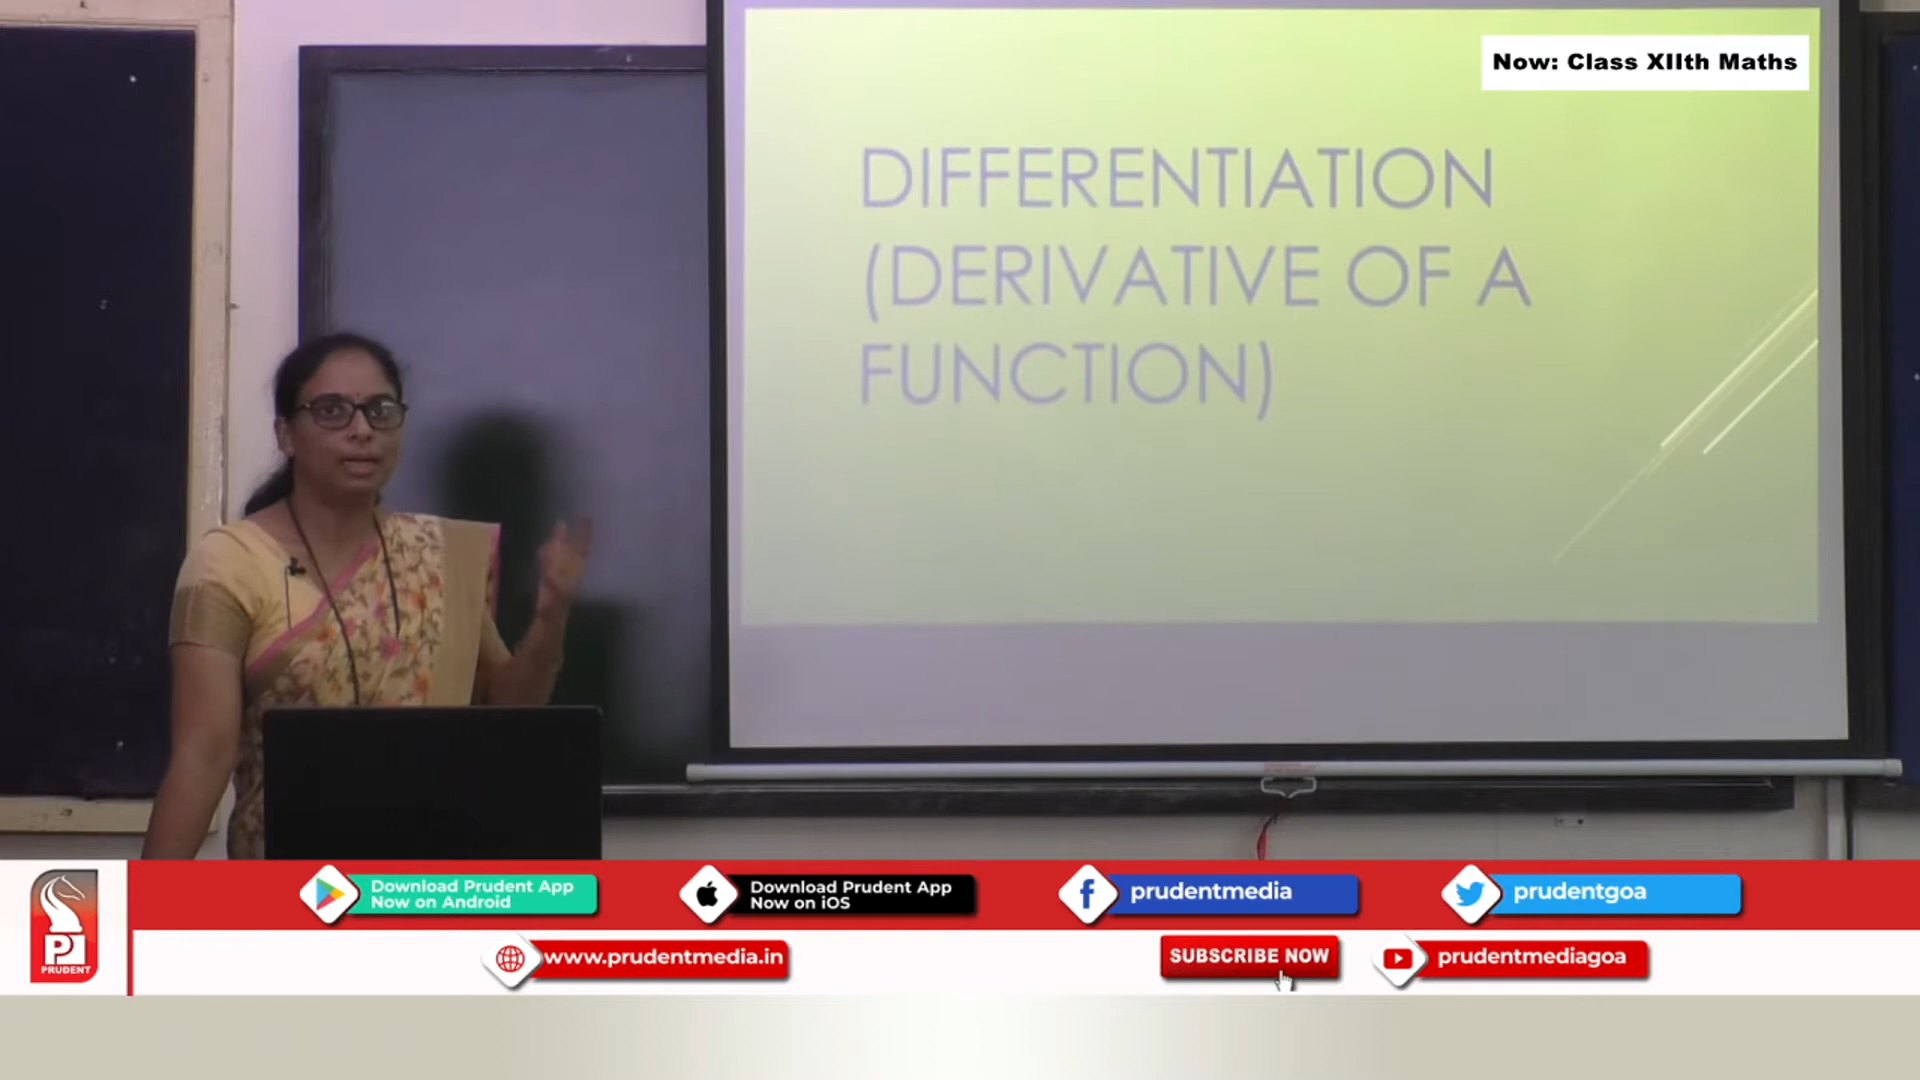 Now: Class XIIth Maths
DIFFERENTIATION
(DERIVATIVE OF A
FUNCTION)
Download Prudent App
Now on Android
Download Prudent App
Now on iOS
prudentmedia
prudentgoa
PRUDENT
www.prudentmedia.in
SUBSCRIBE NOW
prudentmediagoa